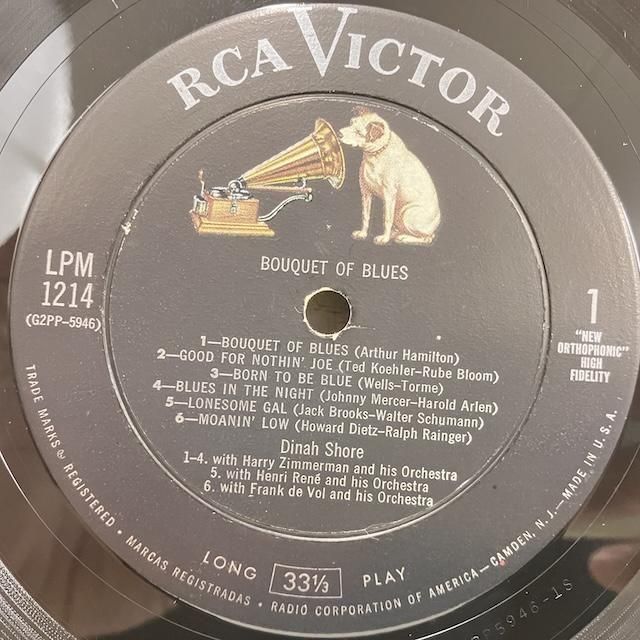 RCA VICTOR
BOUQUET OF BLUES
LPM
1214
(G2PP-5946)
1
"NEW
ORTHOPHONIC"
HIGH
FIDELITY
1—BOUQUET OF BLUES (Arthur Hamilton)
2—GOOD FOR NOTHIN' JOE (Ted Koehler-Rube Bloom)
3—BORN TO BE BLUE (Wells-Torme)
4—BLUES IN THE NIGHT (Johnny Mercer-Harold Arlen)
5—LONESOME GAL (Jack Brooks-Walter Schumann)
6—MOANIN' LOW (Howard Dietz-Ralph Rainger)
Dinah Shore
1-4. with Harry Zimmerman and his Orchestra
5. with Henri René and his Orchestra
6. with Frank de Vol and his Orchestra
LONG 33⅓ PLAY
TRADE MARKS ® REGISTERED • MARCAS REGISTRADAS • RADIO CORPORATION OF AMERICA—CAMDEN, N.J.—MADE IN U.S.A.
5946-1S